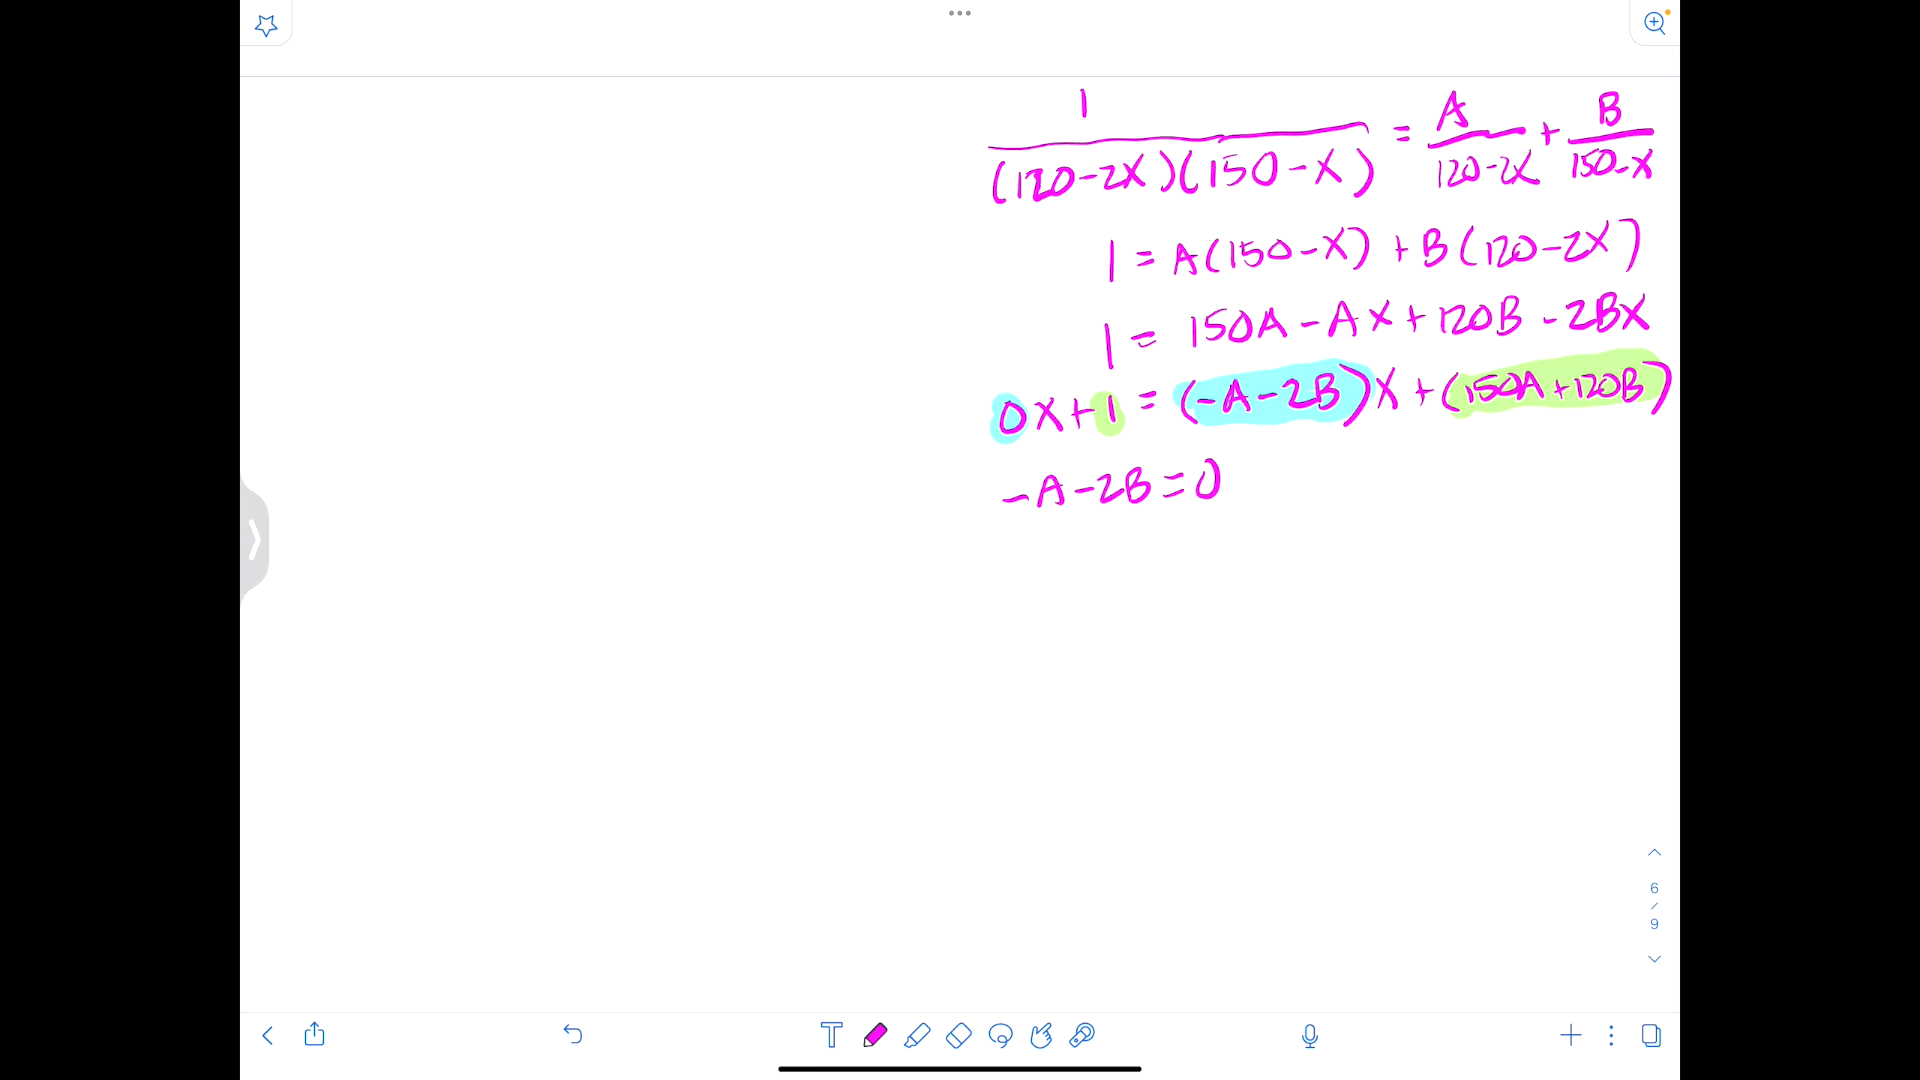 1/((120-2X)(150-X)) = A/(120-2X) + B/(150-X)
1 = A(150-X) + B(120-2X)
1 = 150A - AX + 120B - 2BX
0X + 1 = (-A-2B)X + (150A+120B)
-A-2B=0
6
/
9
T